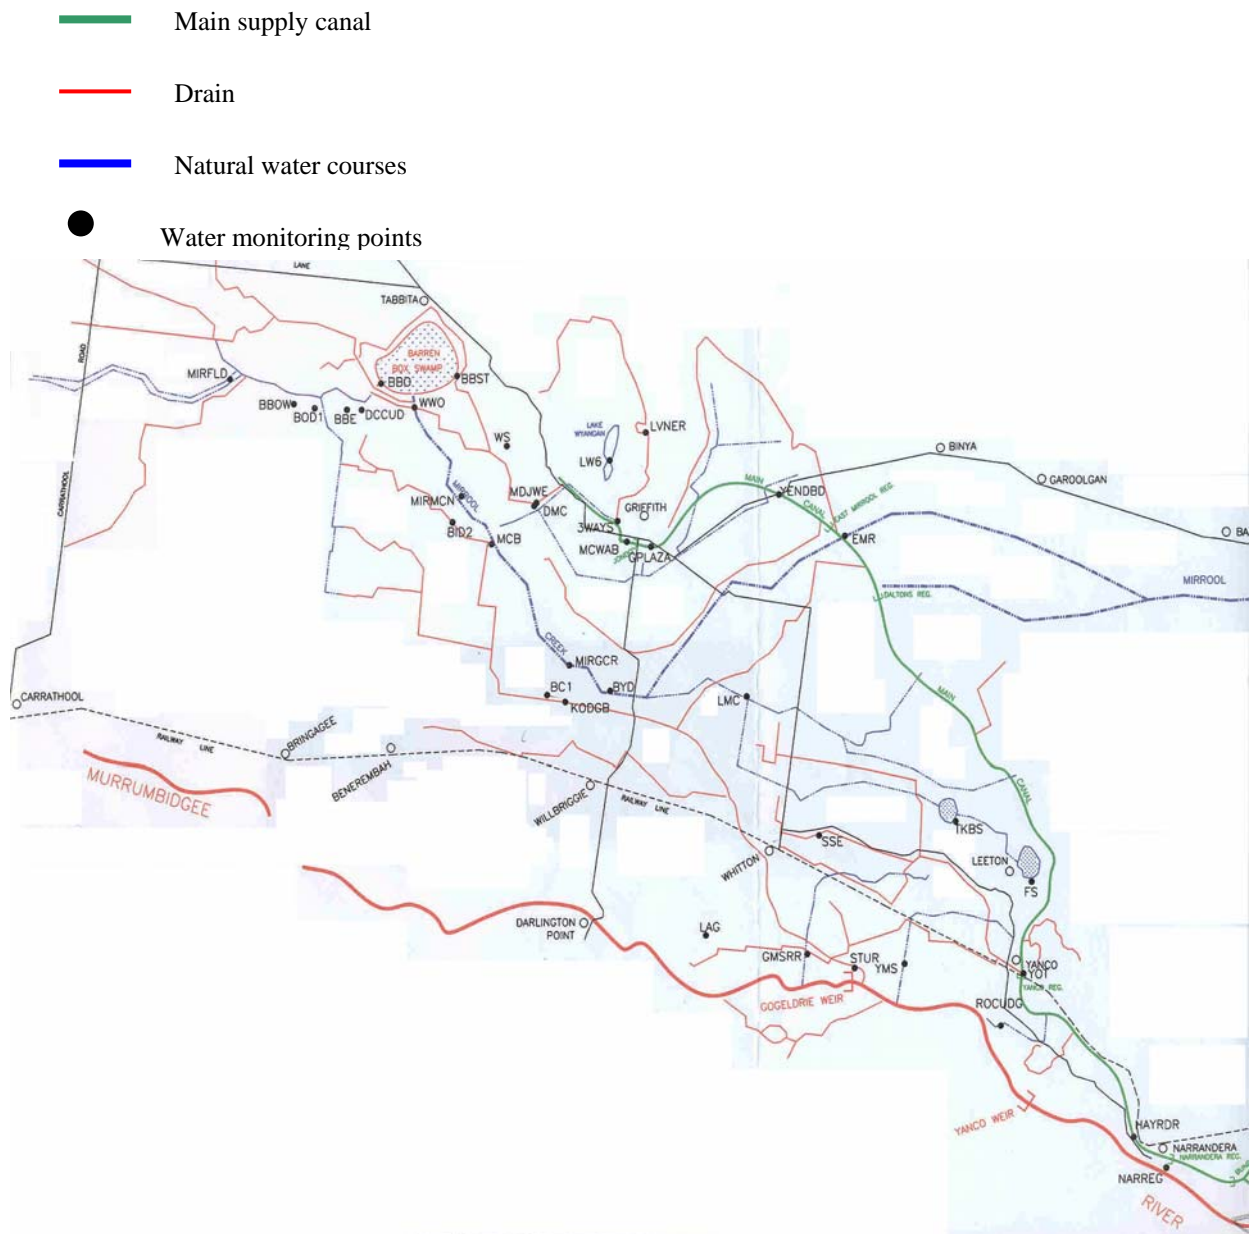 Main supply canal
Drain
Natural water courses
Water monitoring points
LANE
TABBITA
ROAD
BARREN
BOX SWAMP
MIRFLD
BBD
BBST
BBOW
BOD1
BBE
DCCUD
WWO
LAKE
WYANGAN
LVNER
WS
LW6
BINYA
GAROOLGAN
CARRATHOOL
MIRROOL
MIRMCN
MDJWE
DMC
MAIN
YENDBD
CANAL
EAST MIRROOL REG.
GRIFFITH
3WAYS
BID2
MCB
MCWAB
GPLAZA
EMR
BA
MIRROOL
DALTONS REG.
CREEK
MIRGCR
BC1
BYD
KODGB
LMC
MAIN
CARRATHOOL
RAILWAY LINE
BRINGAGEE
BENEREMBAH
MURRUMBIDGEE
WILLBRIGGIE
RAILWAY LINE
CANAL
TKBS
SSE
WHITTON
LEETON
FS
DARLINGTON
POINT
LAG
GMSRR
STUR
YMS
YANCO
YOT
YANCO REG.
GOGELDRIE WEIR
ROCUDG
YANCO WEIR
HAYRDR
NARRANDERA
NARRANDERA REG.
NARREG
RIVER